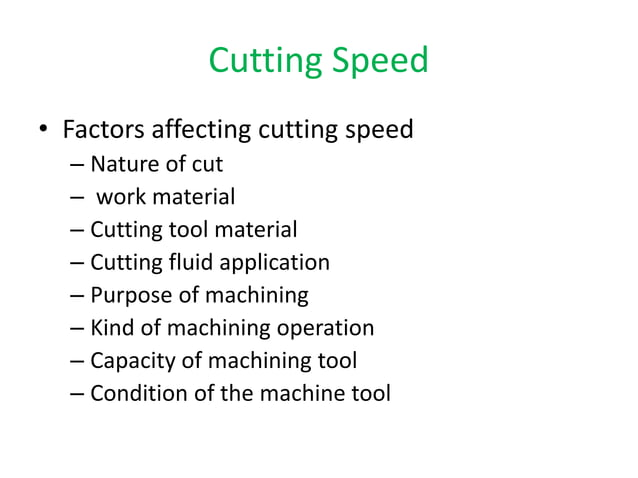 Cutting Speed
• Factors affecting cutting speed
– Nature of cut
– work material
– Cutting tool material
– Cutting fluid application
– Purpose of machining
– Kind of machining operation
– Capacity of machining tool
– Condition of the machine tool